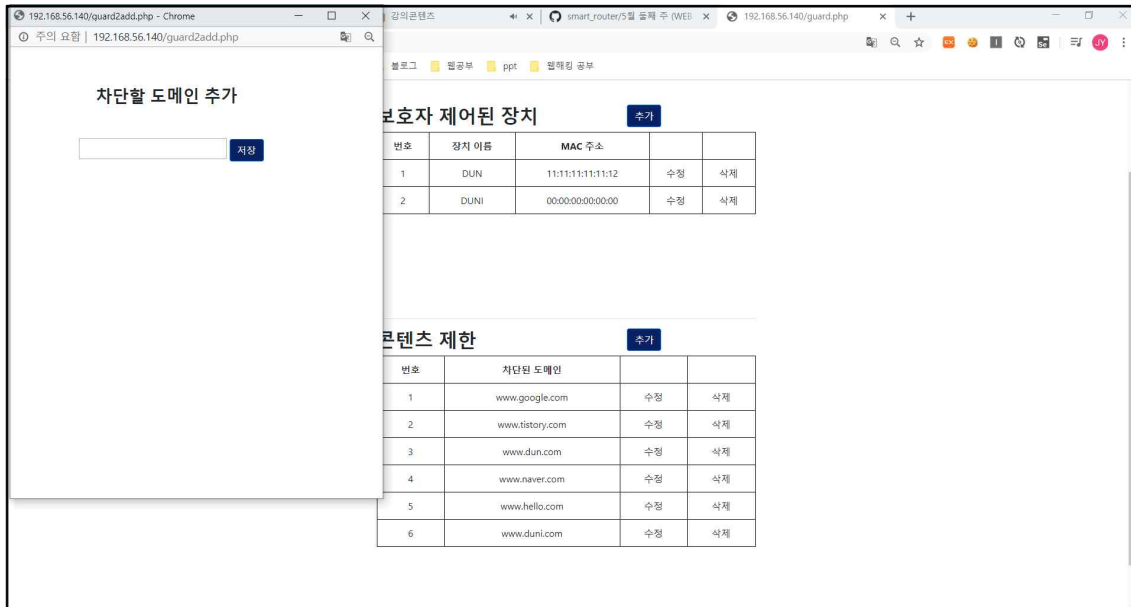 192.168.56.140/guard2add.php - Chrome
주의 요함 | 192.168.56.140/guard2add.php
차단할 도메인 추가
저장
강의콘텐츠
smart_router/5월 둘째 주 (WEB
192.168.56.140/guard.php
블로그 웹공부 ppt 웹해킹 공부
보호자 제어된 장치 추가
번호 장치 이름 MAC 주소
1 DUN 11:11:11:11:11:12 수정 삭제
2 DUNI 00:00:00:00:00:00 수정 삭제
콘텐츠 제한 추가
번호 차단된 도메인
1 www.google.com 수정 삭제
2 www.tistory.com 수정 삭제
3 www.dun.com 수정 삭제
4 www.naver.com 수정 삭제
5 www.hello.com 수정 삭제
6 www.duni.com 수정 삭제
EX
Se
JY